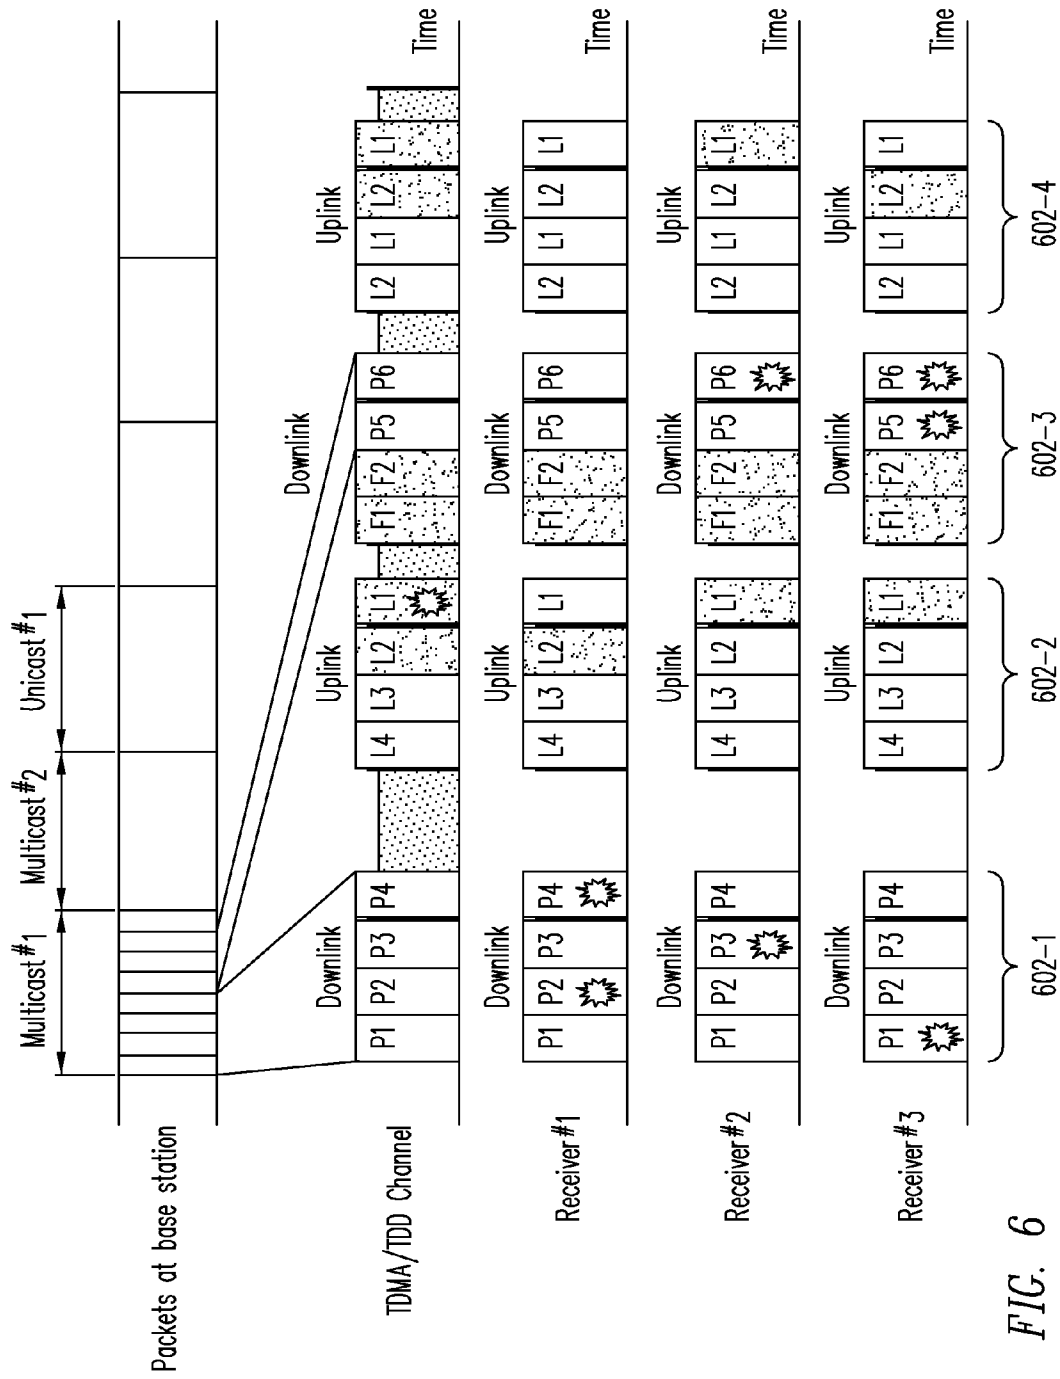 Multicast#1 Multicast#2 Unicast#1
Packets at base station
Downlink Uplink Downlink Uplink
TDMA/TDD Channel P1 P2 P3 P4 L4 L3 L2 L1 F1 F2 P5 P6 L2 L1 L2 L1 Time
Downlink Uplink Downlink Uplink
Receiver#1 P1 P2 P3 P4 L4 L3 L2 L1 F1 F2 P5 P6 L2 L1 L2 L1 Time
Downlink Uplink Downlink Uplink
Receiver#2 P1 P2 P3 P4 L4 L3 L2 L1 F1 F2 P5 P6 L2 L1 L2 L1 Time
Downlink Uplink Downlink Uplink
Receiver#3 P1 P2 P3 P4 L4 L3 L2 L1 F1 F2 P5 P6 L2 L1 L2 L1 Time
602-1 602-2 602-3 602-4
FIG. 6